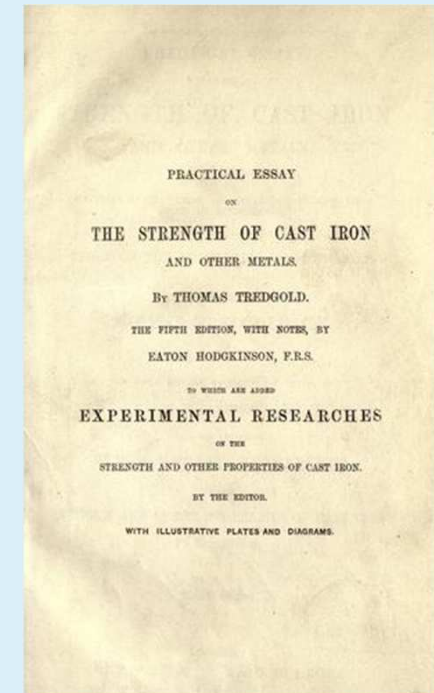 PRACTICAL ESSAY
ON
THE STRENGTH OF CAST IRON
AND OTHER METALS.
BY THOMAS TREDGOLD.
THE FIFTH EDITION, WITH NOTES, BY
EATON HODGKINSON, F.R.S.
TO WHICH ARE ADDED
EXPERIMENTAL RESEARCHES
ON THE
STRENGTH AND OTHER PROPERTIES OF CAST IRON.
BY THE EDITOR.
WITH ILLUSTRATIVE PLATES AND DIAGRAMS.